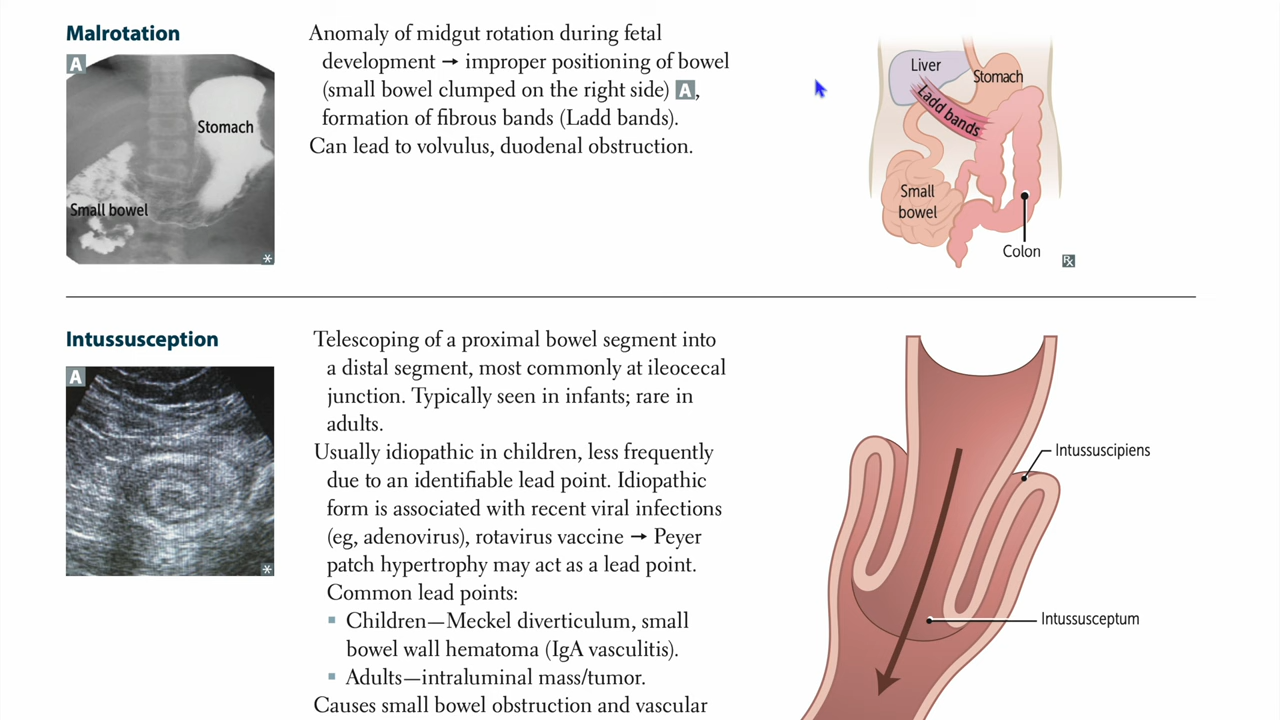 Malrotation
A
Stomach
Small bowel
*
Anomaly of midgut rotation during fetal
development → improper positioning of bowel
(small bowel clumped on the right side) A,
formation of fibrous bands (Ladd bands).
Can lead to volvulus, duodenal obstruction.
Liver
Stomach
Ladd bands
Small
bowel
Colon
Rx
Intussusception
A
*
Telescoping of a proximal bowel segment into
a distal segment, most commonly at ileocecal
junction. Typically seen in infants; rare in
adults.
Usually idiopathic in children, less frequently
due to an identifiable lead point. Idiopathic
form is associated with recent viral infections
(eg, adenovirus), rotavirus vaccine → Peyer
patch hypertrophy may act as a lead point.
Common lead points:
▪ Children—Meckel diverticulum, small
bowel wall hematoma (IgA vasculitis).
▪ Adults—intraluminal mass/tumor.
Causes small bowel obstruction and vascular
Intussuscipiens
Intussusceptum